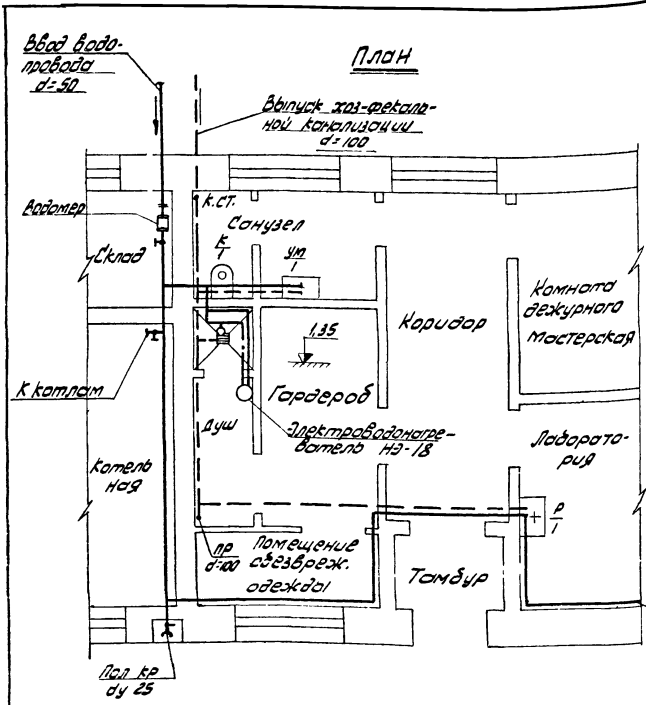 План
Ввод водо-
провода
d=50
Выпуск хоз-фекаль-
ной канализации
d=100
Водомер
К.СТ.
Санузел
Склад
К
1
УМ
1
Комната
дежурного
Мастерская
Коридор
1,35
К котлам
Гардероб
Душ
Электроводонагре-
ватель НЭ-18
Лаборато-
рия
Котель
ная
Р
1
ПР
d=100
Помещение
обезвреж.
одежды
Тамбур
Пол кр
dу 25